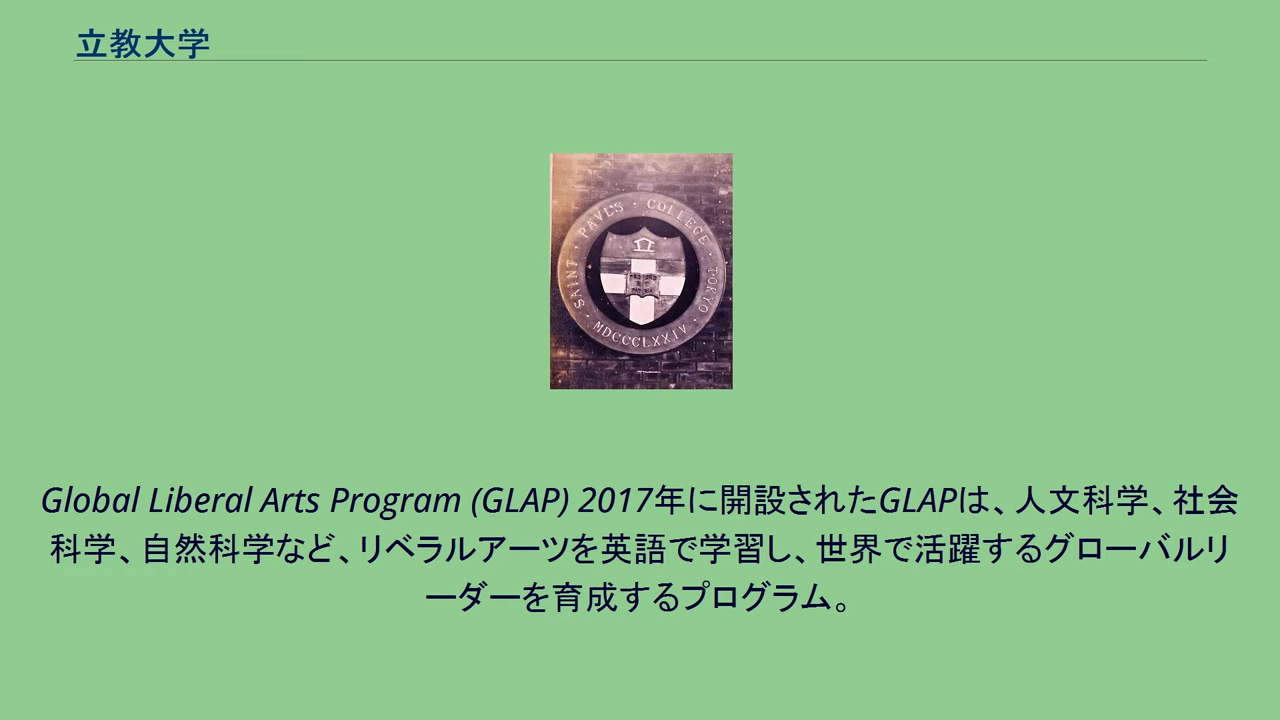 立教大学
SAINT · PAVL'S · COLLEGE · TOKYO · MDCCCLXXIV
立
Global Liberal Arts Program (GLAP) 2017年に開設されたGLAPは、人文科学、社会
科学、自然科学など、リベラルアーツを英語で学習し、世界で活躍するグローバルリ
ーダーを育成するプログラム。